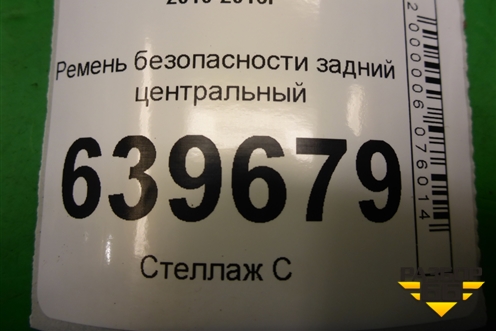 Ремень безопасности задний
центральный
639679
Стеллаж С
2000006076014